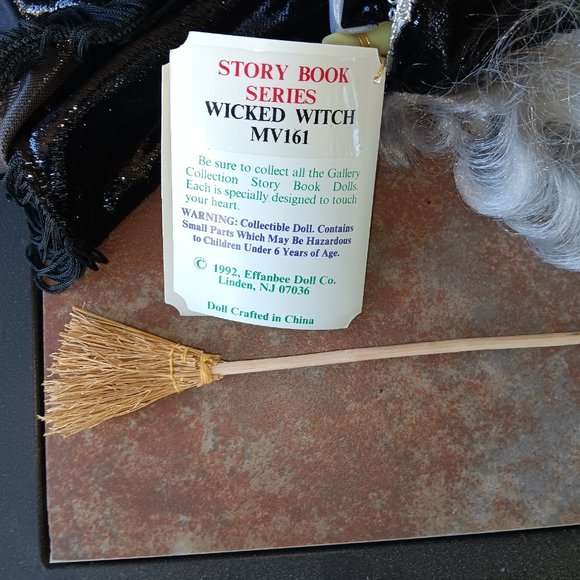 STORY BOOK
SERIES
WICKED WITCH
MV161
Be sure to collect all the Gallery
Collection Story Book Dolls.
Each is specially designed to touch
your heart.
WARNING: Collectible Doll. Contains
Small Parts Which May Be Hazardous
to Children Under 6 Years of Age.
© 1992, Effanbee Doll Co.
Linden, NJ 07036
Doll Crafted in China